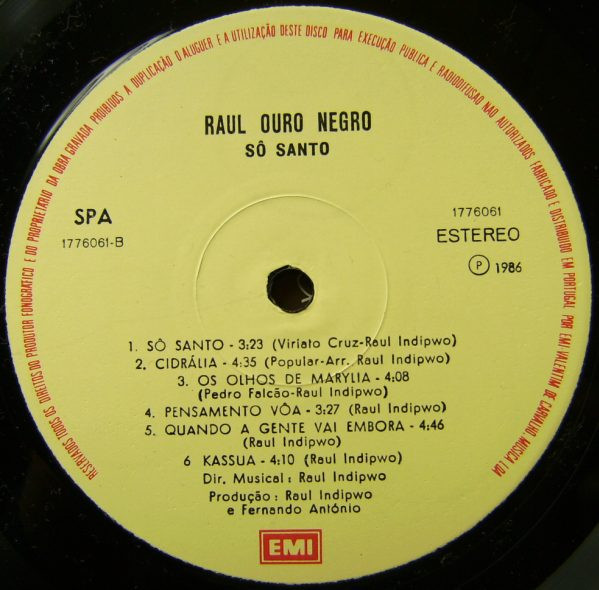 RESERVADOS TODOS OS DIREITOS DO PRODUTOR FONOGRAFICO E DO PROPRIETARIO DA OBRA GRAVADA PROIBIDOS A DUPLICAÇÃO O ALUGUER E A UTILIZAÇÃO DESTE DISCO PARA EXECUÇÃO PUBLICA E RADIODIFUSÃO NÃO AUTORIZADOS FABRICADO E DISTRIBUIDO EM PORTUGAL POR EMI VALENTIM DE CARVALHO MUSICA LDA
RAUL OURO NEGRO
SÔ SANTO
SPA
1776061-B
1776061
ESTEREO
Ⓟ 1986
1. SÔ SANTO - 3:23 (Viriato Cruz-Raul Indipwo)
2. CIDRÁLIA - 4:35 (Popular-Arr. Raul Indipwo)
3. OS OLHOS DE MARYLIA - 4:08
(Pedro Falcão-Raul Indipwo)
4. PENSAMENTO VÔA - 3:27 (Raul Indipwo)
5. QUANDO A GENTE VAI EMBORA - 4:46
(Raul Indipwo)
6 KASSUA - 4:10 (Raul Indipwo)
Dir. Musical: Raul Indipwo
Produção: Raul Indipwo
e Fernando António
EMI